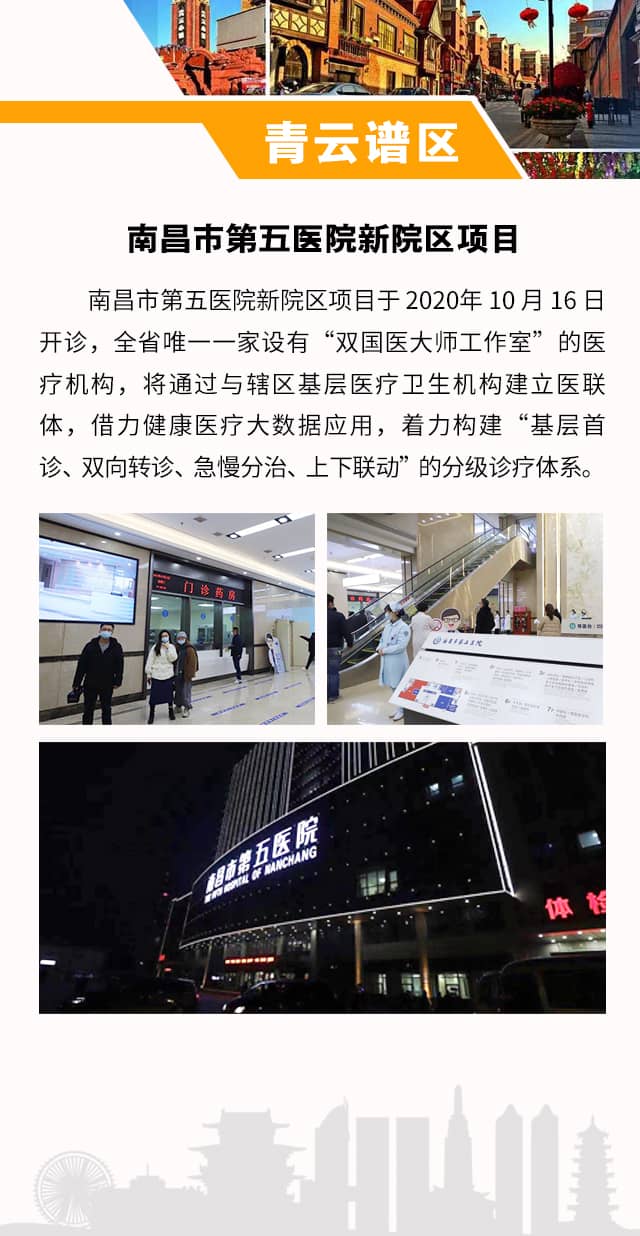 青云谱区
南昌市第五医院新院区项目
南昌市第五医院新院区项目于 2020年 10 月 16 日
开诊，全省唯一一家设有“双国医大师工作室”的医
疗机构，将通过与辖区基层医疗卫生机构建立医联
体，借力健康医疗大数据应用，着力构建“基层首
诊、双向转诊、急慢分治、上下联动”的分级诊疗体系。
门诊药房
南昌市第五医院
THE FIFTH HOSPITAL OF NANCHANG
体检